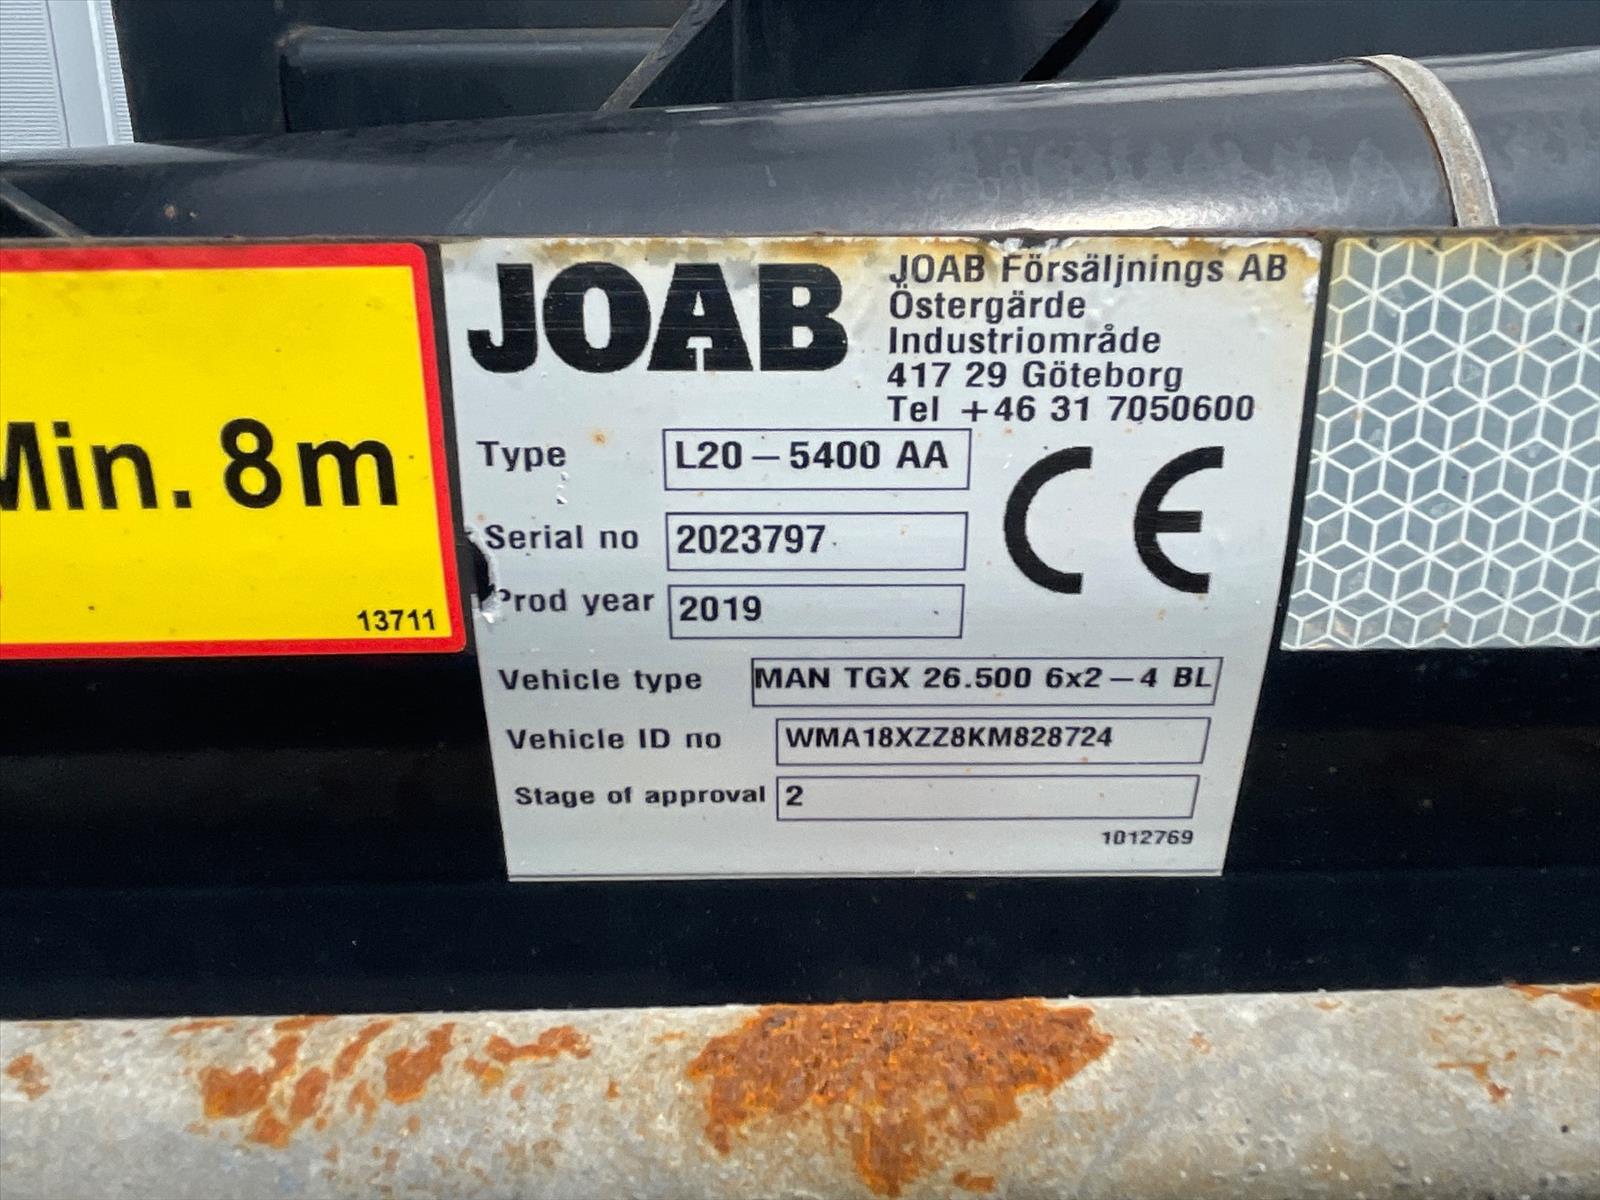 JOAB
JOAB Försäljnings AB
Östergärde
Industriområde
417 29 Göteborg
Tel +46 31 7050600
Type L20-5400 AA
CE
Serial no 2023797
Prod year 2019
Vehicle type MAN TGX 26.500 6x2-4 BL
Vehicle ID no WMA18XZZ8KM828724
Stage of approval 2
1012769
Min. 8m
13711